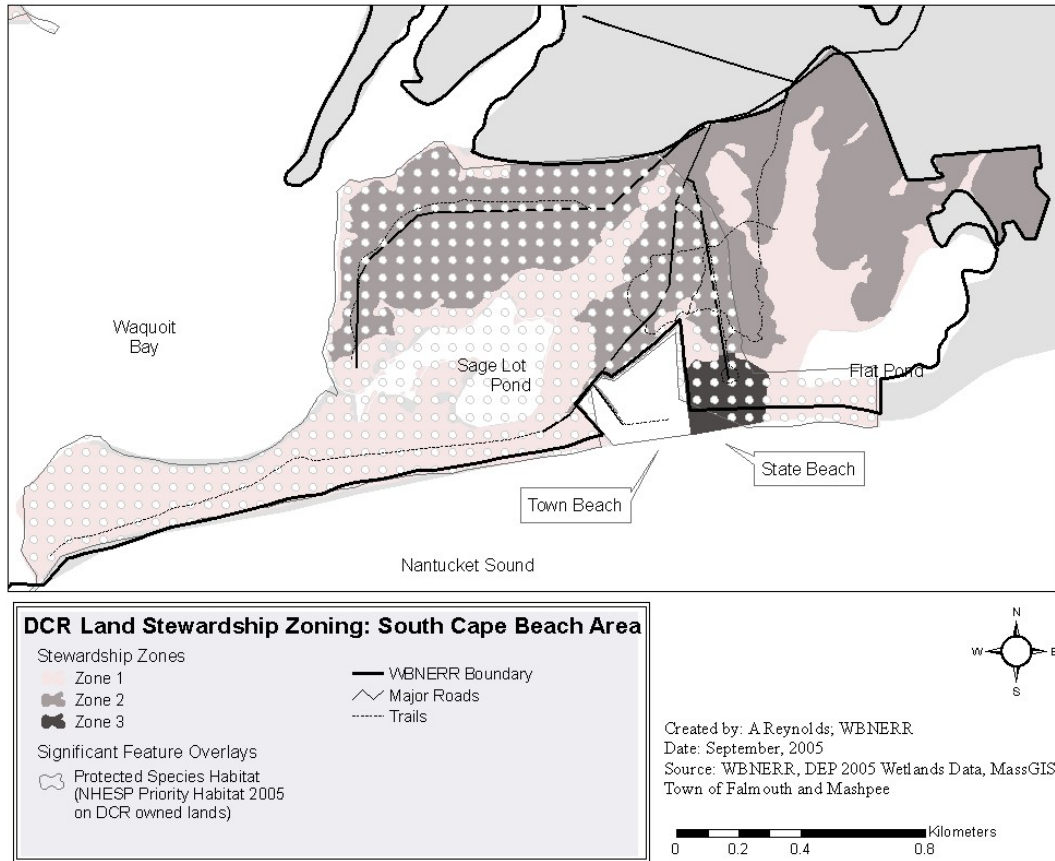 Waquoit
Bay
Sage Lot
Pond
Flat Pond
State Beach
Town Beach
Nantucket Sound
DCR Land Stewardship Zoning: South Cape Beach Area
Stewardship Zones
Zone 1
Zone 2
Zone 3
WBNERR Boundary
Major Roads
Trails
Significant Feature Overlays
Protected Species Habitat
(NHESP Priority Habitat 2005
on DCR owned lands)
N
W
E
S
Created by: A Reynolds; WBNERR
Date: September, 2005
Source: WBNERR, DEP 2005 Wetlands Data, MassGIS
Town of Falmouth and Mashpee
Kilometers
0 0.2 0.4 0.8